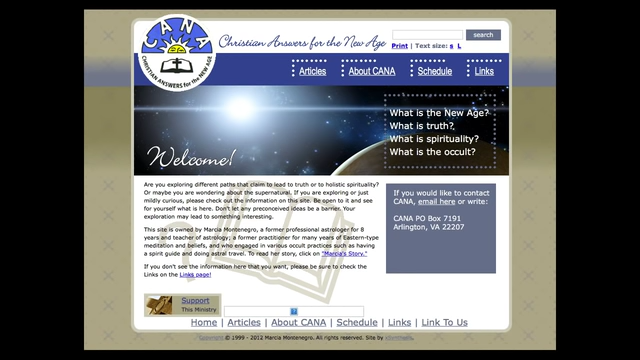 CANA
CHRISTIAN ANSWERS for the NEW AGE
Christian Answers for the New Age
search
Print | Text size: s L
Articles
About CANA
Schedule
Links
What is the New Age?
What is truth?
What is spirituality?
What is the occult?
Welcome!
Are you exploring different paths that claim to lead to truth or to holistic spirituality?
Or maybe you are wondering about the supernatural. If you are exploring or just
mildly curious, please check out the information on this site. Be open to it and see
for yourself what is here. Don't let any preconceived ideas be a barrier. Your
exploration may lead to something interesting.
This site is owned by Marcia Montenegro, a former professional astrologer for 8
years and teacher of astrology; a former practitioner for many years of Eastern-type
meditation and beliefs, and who engaged in various occult practices such as having
a spirit guide and doing astral travel. To read her story, click on "Marcia's Story."
If you don't see the information here that you want, please be sure to check the
Links on the Links page!
If you would like to contact
CANA, email here or write:
CANA PO Box 7191
Arlington, VA 22207
Support
This Ministry
Home | Articles | About CANA | Schedule | Links | Link To Us
Copyright © 1999 - 2012 Marcia Montenegro. All rights reserved. Site by